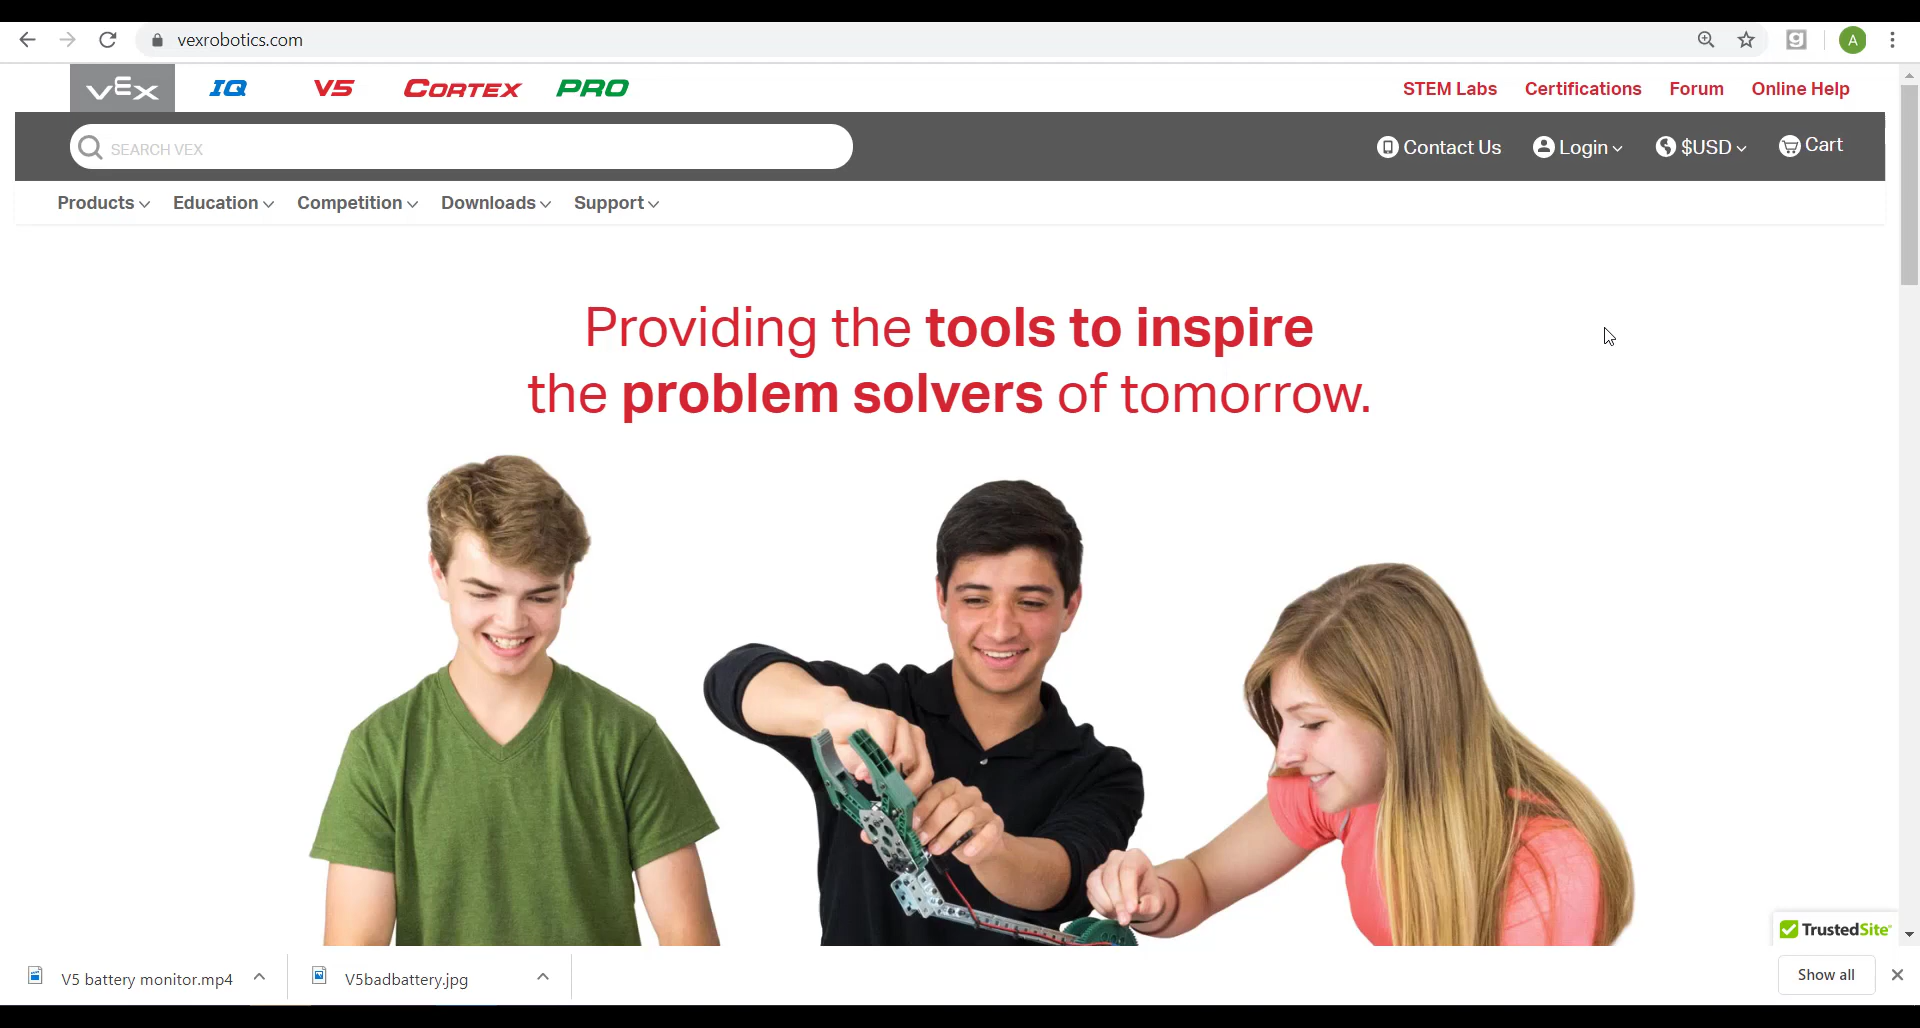 vexrobotics.com
A
vex
IQ
V5
CORTEX
PRO
STEM Labs
Certifications
Forum
Online Help
SEARCH VEX
Contact Us
Login
$USD
Cart
Products
Education
Competition
Downloads
Support
Providing the tools to inspire
the problem solvers of tomorrow.
TrustedSite
V5 battery monitor.mp4
V5badbattery.jpg
Show all